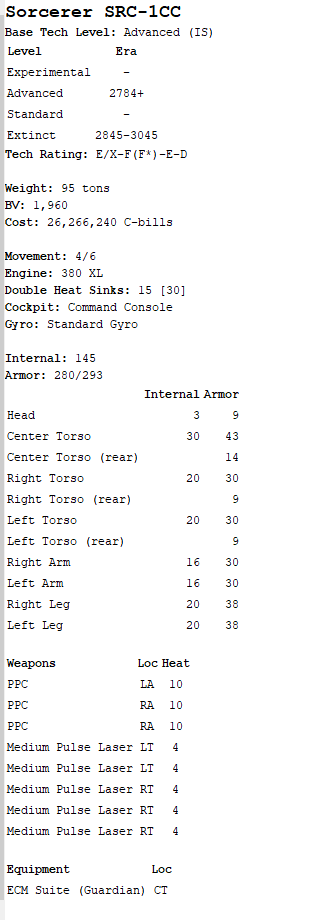 Sorcerer SRC-1CC
Base Tech Level: Advanced (IS)
Level Era
Experimental -
Advanced 2784+
Standard -
Extinct 2845-3045
Tech Rating: E/X-F(F*)-E-D
Weight: 95 tons
BV: 1,960
Cost: 26,266,240 C-bills
Movement: 4/6
Engine: 380 XL
Double Heat Sinks: 15 [30]
Cockpit: Command Console
Gyro: Standard Gyro
Internal: 145
Armor: 280/293
Internal Armor
Head 3 9
Center Torso 30 43
Center Torso (rear) 14
Right Torso 20 30
Right Torso (rear) 9
Left Torso 20 30
Left Torso (rear) 9
Right Arm 16 30
Left Arm 16 30
Right Leg 20 38
Left Leg 20 38
Weapons Loc Heat
PPC LA 10
PPC RA 10
PPC RA 10
Medium Pulse Laser LT 4
Medium Pulse Laser LT 4
Medium Pulse Laser RT 4
Medium Pulse Laser RT 4
Medium Pulse Laser RT 4
Equipment Loc
ECM Suite (Guardian) CT